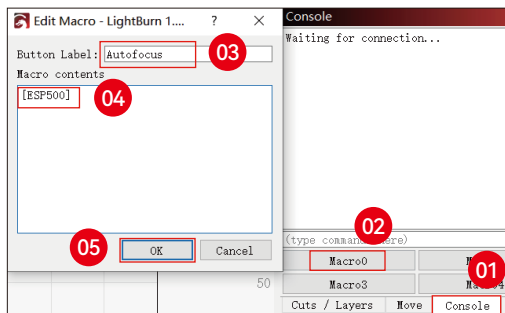 Edit Macro - LightBurn 1.... ? ×
Button Label: Autofocus
03
Macro contents
[ESP500]
04
05
OK
Cancel
50
Console
Waiting for connection...
02
(type command here)
Macro0
01
Macro3
Cuts / Layers
Move
Console